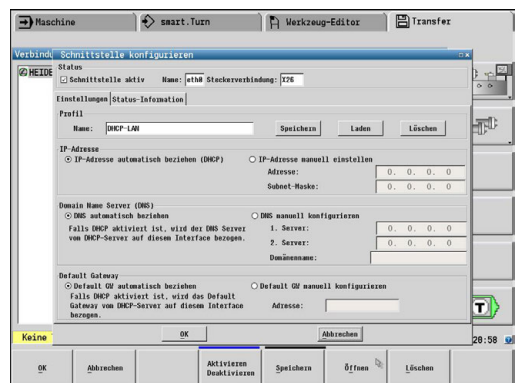 Maschine smart.Turn Werkzeug-Editor Transfer
Schnittstelle konfigurieren
Status
Schnittstelle aktiv Name: eth0 Steckerverbindung: X26
Einstellungen Status-Information
Profil
Name: DHCP-LAN Speichern Laden Löschen
IP-Adresse
IP-Adresse automatisch beziehen (DHCP) IP-Adresse manuell einstellen
Adresse: 0. 0. 0. 0
Subnet-Maske: 0. 0. 0. 0
Domain Name Server (DNS)
DNS automatisch beziehen DNS manuell konfigurieren
Falls DHCP aktiviert ist, wird der DNS Server 1. Server: 0. 0. 0. 0
vom DHCP-Server auf diesem Interface bezogen. 2. Server: 0. 0. 0. 0
Domänenname:
Default Gateway
Default GW automatisch beziehen Default GW manuell konfigurieren
Falls DHCP aktiviert ist, wird das Default
Gateway vom DHCP-Server auf diesem Interface Adresse:
bezogen.
OK Abbrechen
Verbind
HEIDE
T
Keine 20:58
OK Abbrechen Aktivieren Deaktivieren Speichern Öffnen Löschen